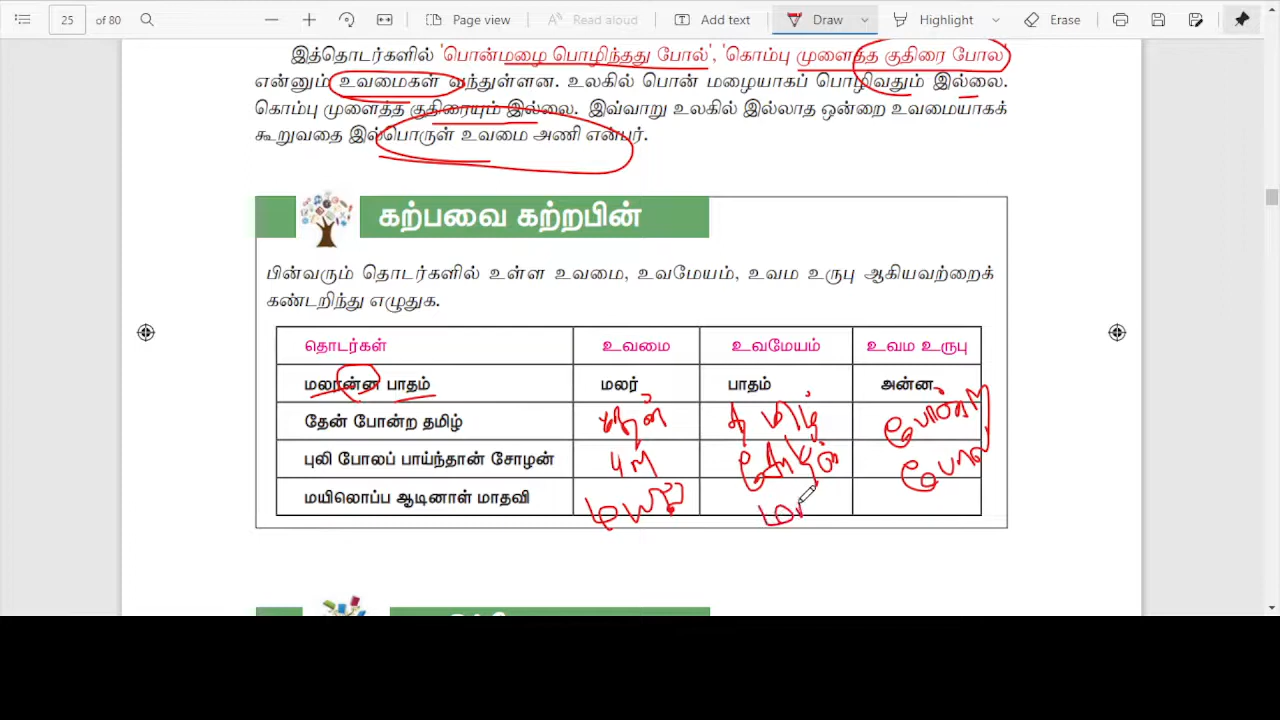 25 of 80 Page view Read aloud Add text Draw Highlight Erase
இத்தொடர்களில் 'பொன்மழை பொழிந்தது போல்', 'கொம்பு முளைத்த குதிரை போல'
என்னும் உவமைகள் வந்துள்ளன. உலகில் பொன் மழையாகப் பொழிவதும் இல்லை.
கொம்பு முளைத்த குதிரையும் இல்லை. இவ்வாறு உலகில் இல்லாத ஒன்றை உவமையாகக்
கூறுவதை இல்பொருள் உவமை அணி என்பர்.
கற்பவை கற்றபின்
பின்வரும் தொடர்களில் உள்ள உவமை, உவமேயம், உவம உருபு ஆகியவற்றைக்
கண்டறிந்து எழுதுக.
தொடர்கள் உவமை உவமேயம் உவம உருபு
மலரன்ன பாதம் மலர் பாதம் அன்ன
தேன் போன்ற தமிழ் தேன் தமிழ் போன்ற
புலி போலப் பாய்ந்தான் சோழன் புலி சோழன் போல
மயிலொப்ப ஆடினாள் மாதவி மயில்